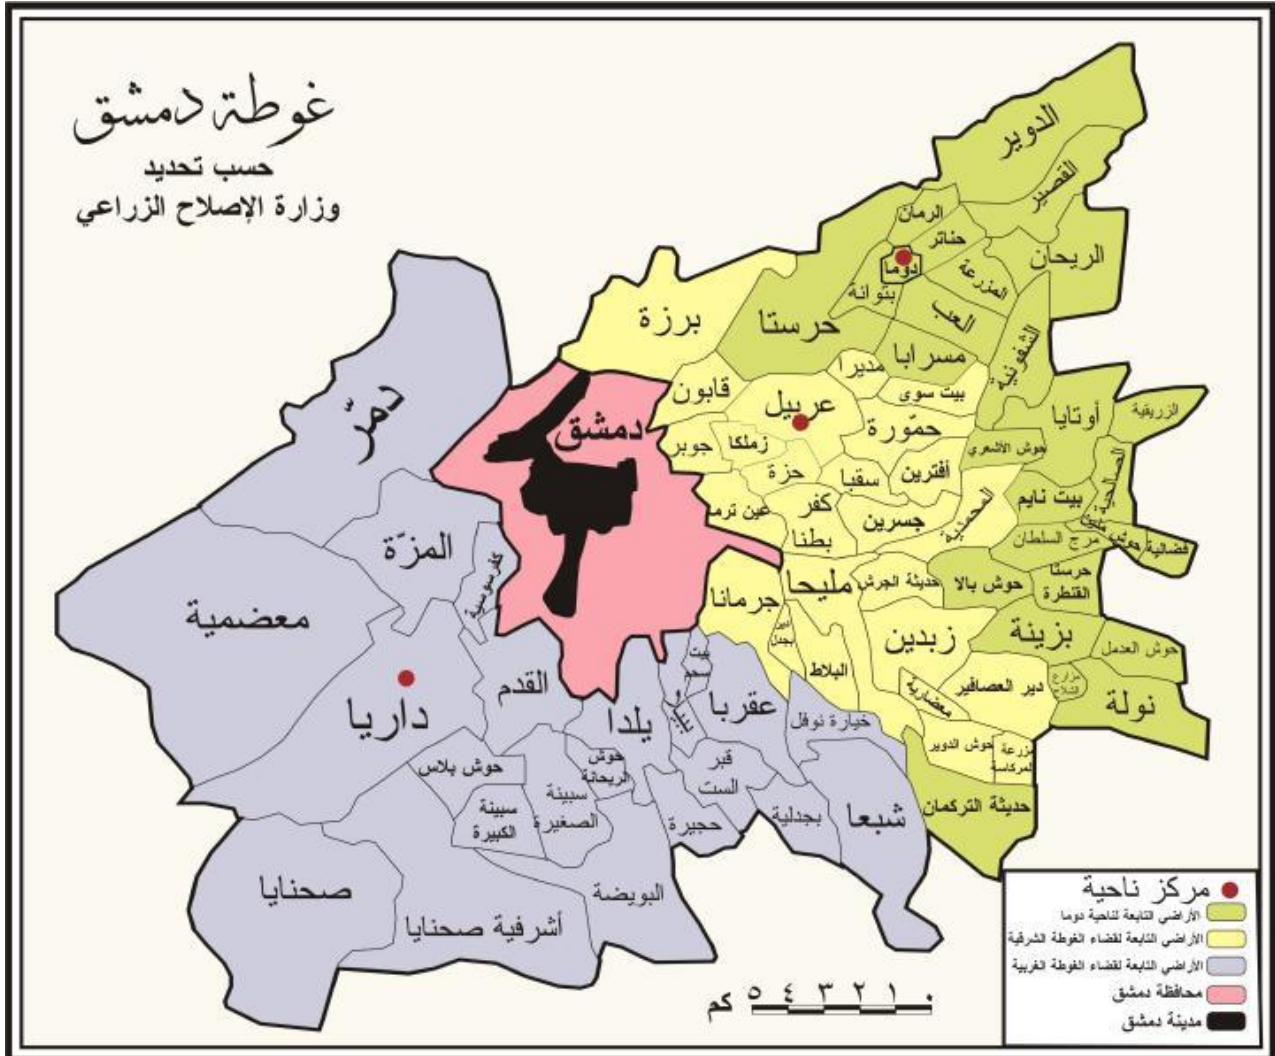 غوطة دمشق
حسب تحديد
وزارة الإصلاح الزراعي
الدوير
القصير
الرمان
حناتر
الريحان
دوما
المزرعة
بتوانة
برزة
حرستا
العب
مسرابا
الشفونية
مديرا
قابون
عربيل
بيت سوى
أوتايا
الزريقية
دمّر
دمشق
حمّورة
جوبر
زملكا
حوش الأشعري
حزة
سقبا
أفترين
الصالحية
بيت نايم
المحمدية
عين ترما
كفر
بطنا
جسرين
مرج السلطان
فضالية
المزّة
كفرسوسية
حرستا
القنطرة
معضمية
جرمانا
مليحا
حديثة الجرش
حوش بالا
زبدين
بزينة
حوش العدمل
بيت
سحم
البلاط
القدم
دير العصافير
نولة
داريا
يلدا
ببيلا
عقربا
خيارة نوفل
حوش الدوير
مزرعة
المركاسة
حوش بلاس
حوش
الريحانة
قبر
الست
سبينة
الكبيرة
سبينة
الصغيرة
حجيرة
بجدلية
شبعا
حديثة التركمان
صحنايا
البويضة
أشرفية صحنايا
مركز ناحية
الأراضي التابعة لناحية دوما
الأراضي التابعة لقضاء الغوطة الشرقية
الأراضي التابعة لقضاء الغوطة الغربية
محافظة دمشق
مدينة دمشق
٠ ١ ٢ ٣ ٤ ٥ كم